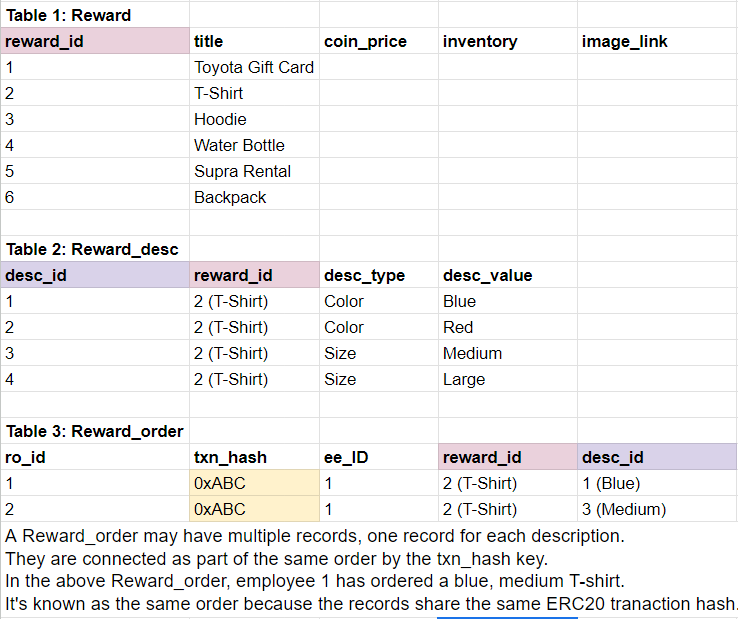 Table 1: Reward
reward_id title coin_price inventory image_link
1 Toyota Gift Card
2 T-Shirt
3 Hoodie
4 Water Bottle
5 Supra Rental
6 Backpack
Table 2: Reward_desc
desc_id reward_id desc_type desc_value
1 2 (T-Shirt) Color Blue
2 2 (T-Shirt) Color Red
3 2 (T-Shirt) Size Medium
4 2 (T-Shirt) Size Large
Table 3: Reward_order
ro_id txn_hash ee_ID reward_id desc_id
1 0xABC 1 2 (T-Shirt) 1 (Blue)
2 0xABC 1 2 (T-Shirt) 3 (Medium)
A Reward_order may have multiple records, one record for each description.
They are connected as part of the same order by the txn_hash key.
In the above Reward_order, employee 1 has ordered a blue, medium T-shirt.
It's known as the same order because the records share the same ERC20 tranaction hash.